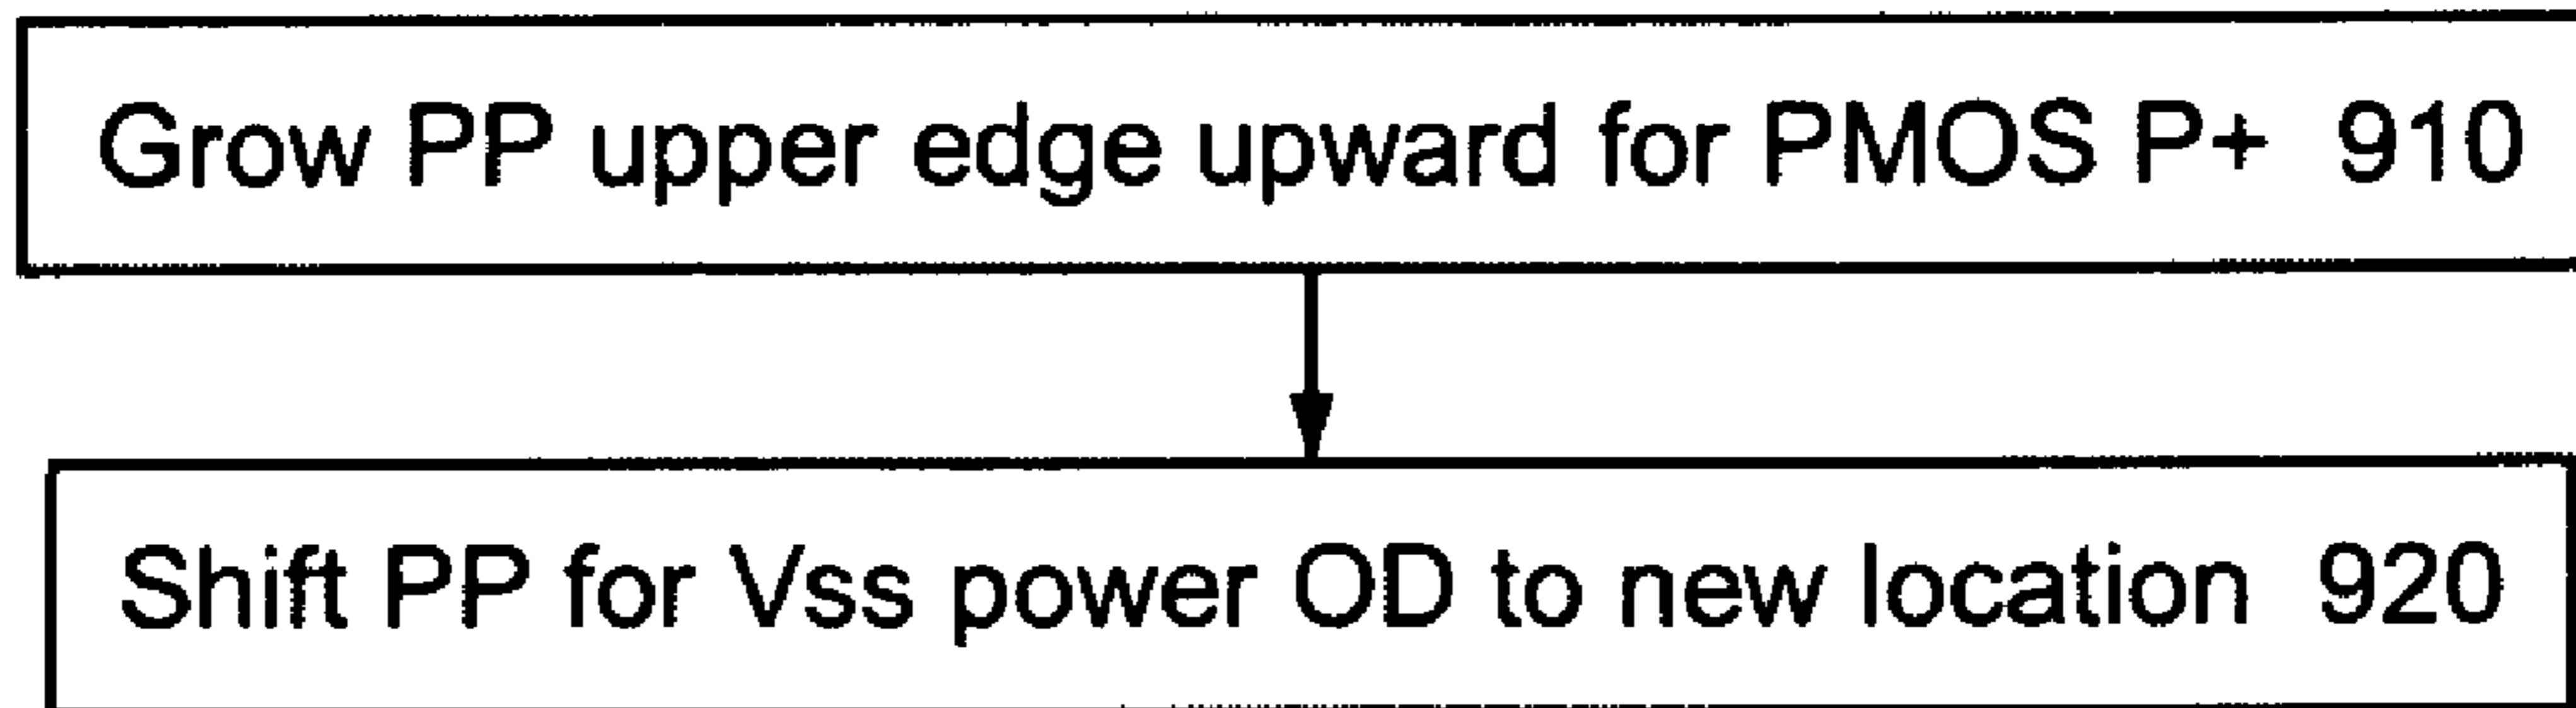 Grow PP upper edge upward for PMOS P+ 910
Shift PP for Vss power OD to new location 920